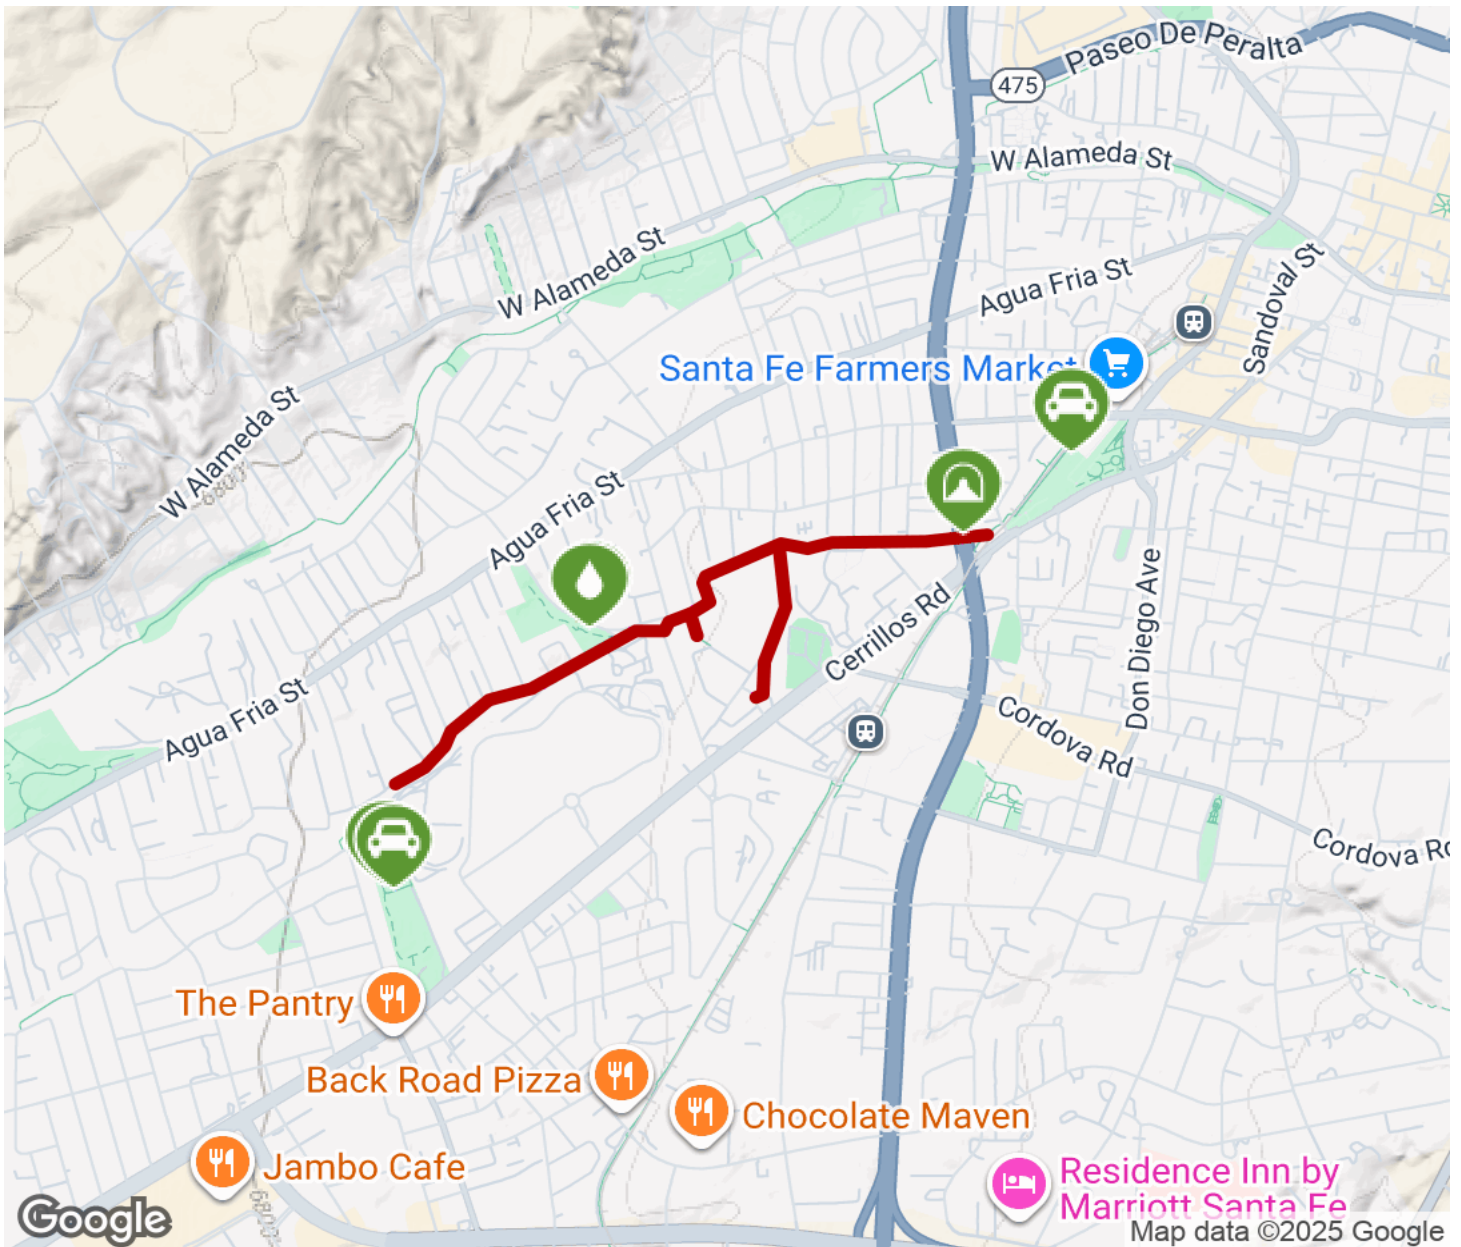 Paseo De Peralta
475
W Alameda St
W Alameda St
Agua Fria St
Sandoval St
Santa Fe Farmers Market
W Alameda St
6800
Agua Fria St
Don Diego Ave
Cerrillos Rd
Agua Fria St
Cordova Rd
Cordova Rd
The Pantry
Back Road Pizza
Chocolate Maven
Jambo Cafe
6800
Residence Inn by
Marriott Santa Fe
Google
Map data ©2025 Google